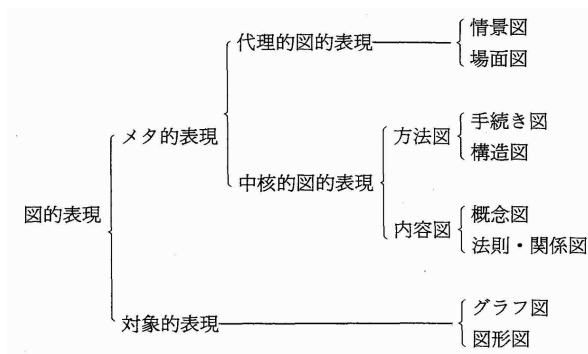 情景図
代理的図的表現
場面図
メタ的表現
手続き図
方法図
構造図
中核的図的表現
図的表現
概念図
内容図
法則・関係図
グラフ図
対象的表現
図形図